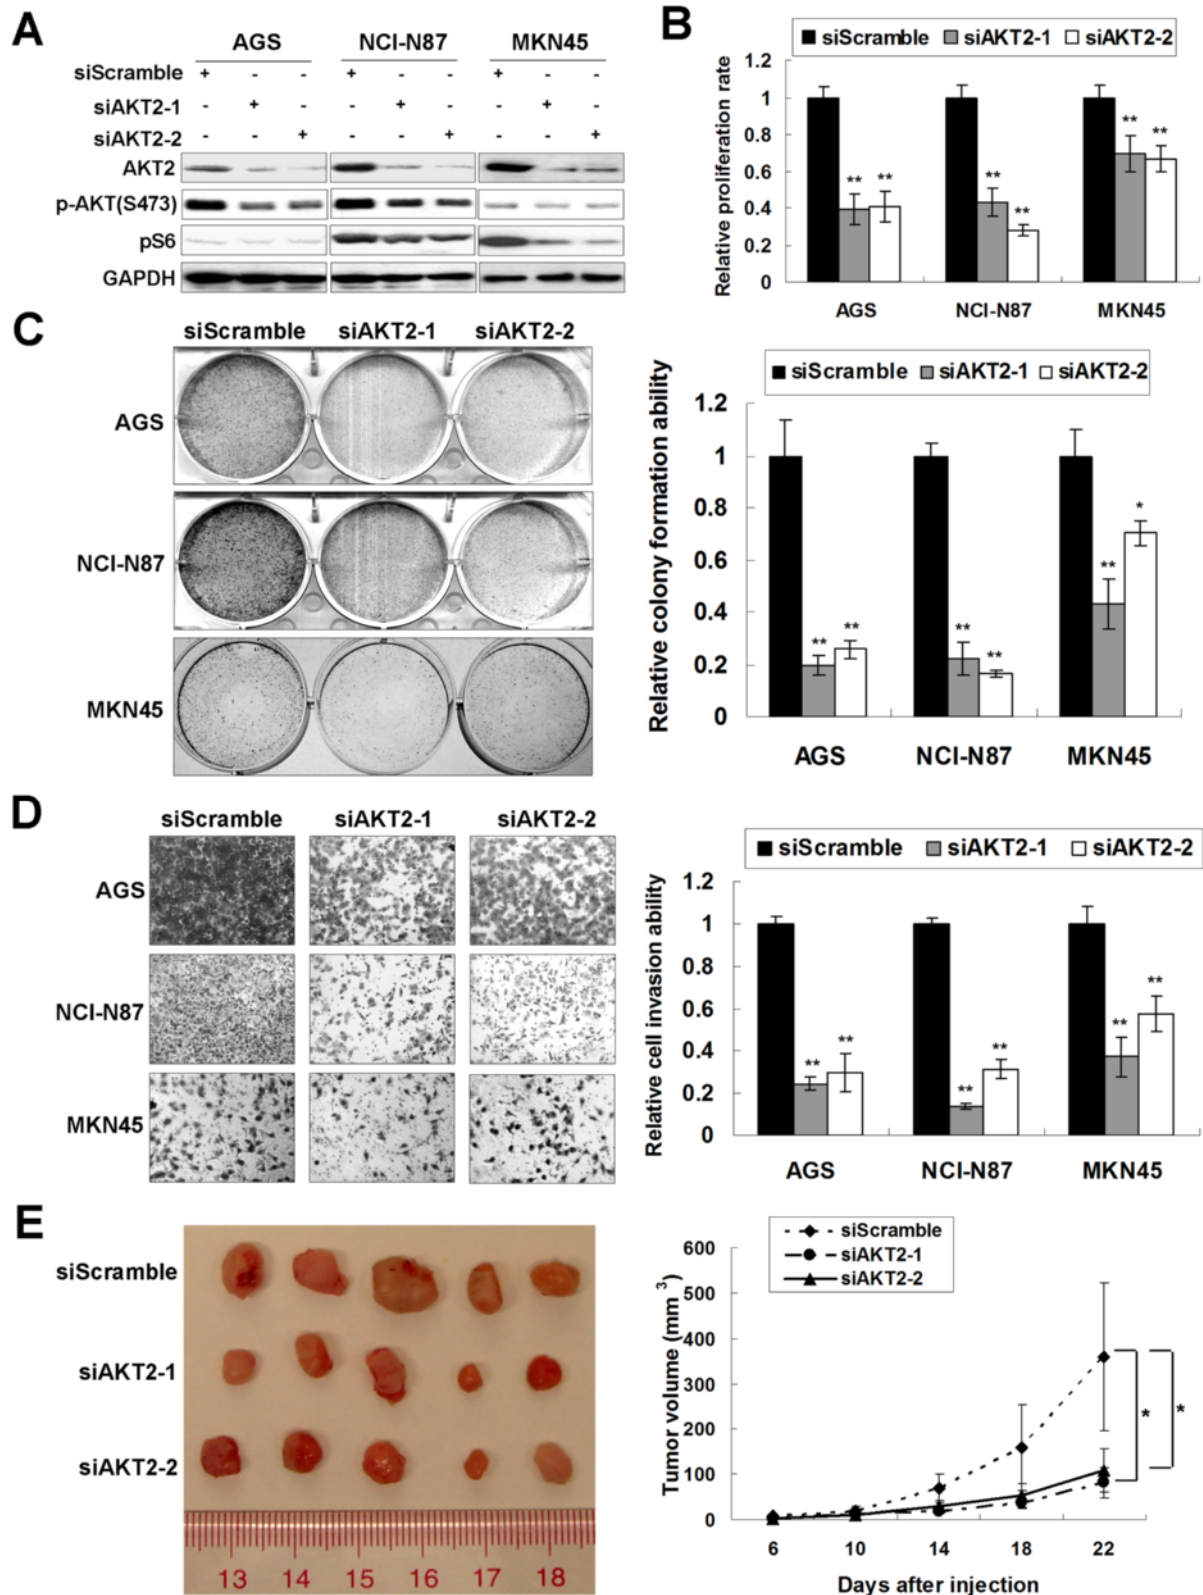 A
AGS NCI-N87 MKN45
siScramble + - - + - - + - -
siAKT2-1 - + - - + - - + -
siAKT2-2 - - + - - + - - +
AKT2
p-AKT(S473)
pS6
GAPDH
B
siScramble siAKT2-1 siAKT2-2
Relative proliferation rate
1.2
1
0.8
0.6
0.4
0.2
0
** ** ** ** ** **
AGS NCI-N87 MKN45
C
siScramble siAKT2-1 siAKT2-2
AGS
NCI-N87
MKN45
siScramble siAKT2-1 siAKT2-2
Relative colony formation ability
1.2
1
0.8
0.6
0.4
0.2
0
** ** ** ** ** *
AGS NCI-N87 MKN45
D
siScramble siAKT2-1 siAKT2-2
AGS
NCI-N87
MKN45
siScramble siAKT2-1 siAKT2-2
Relative cell invasion ability
1.2
1
0.8
0.6
0.4
0.2
0
** ** ** ** ** **
AGS NCI-N87 MKN45
E
siScramble
siAKT2-1
siAKT2-2
13 14 15 16 17 18
siScramble
siAKT2-1
siAKT2-2
Tumor volume (mm³)
600
500
400
300
200
100
0
* *
6 10 14 18 22
Days after injection